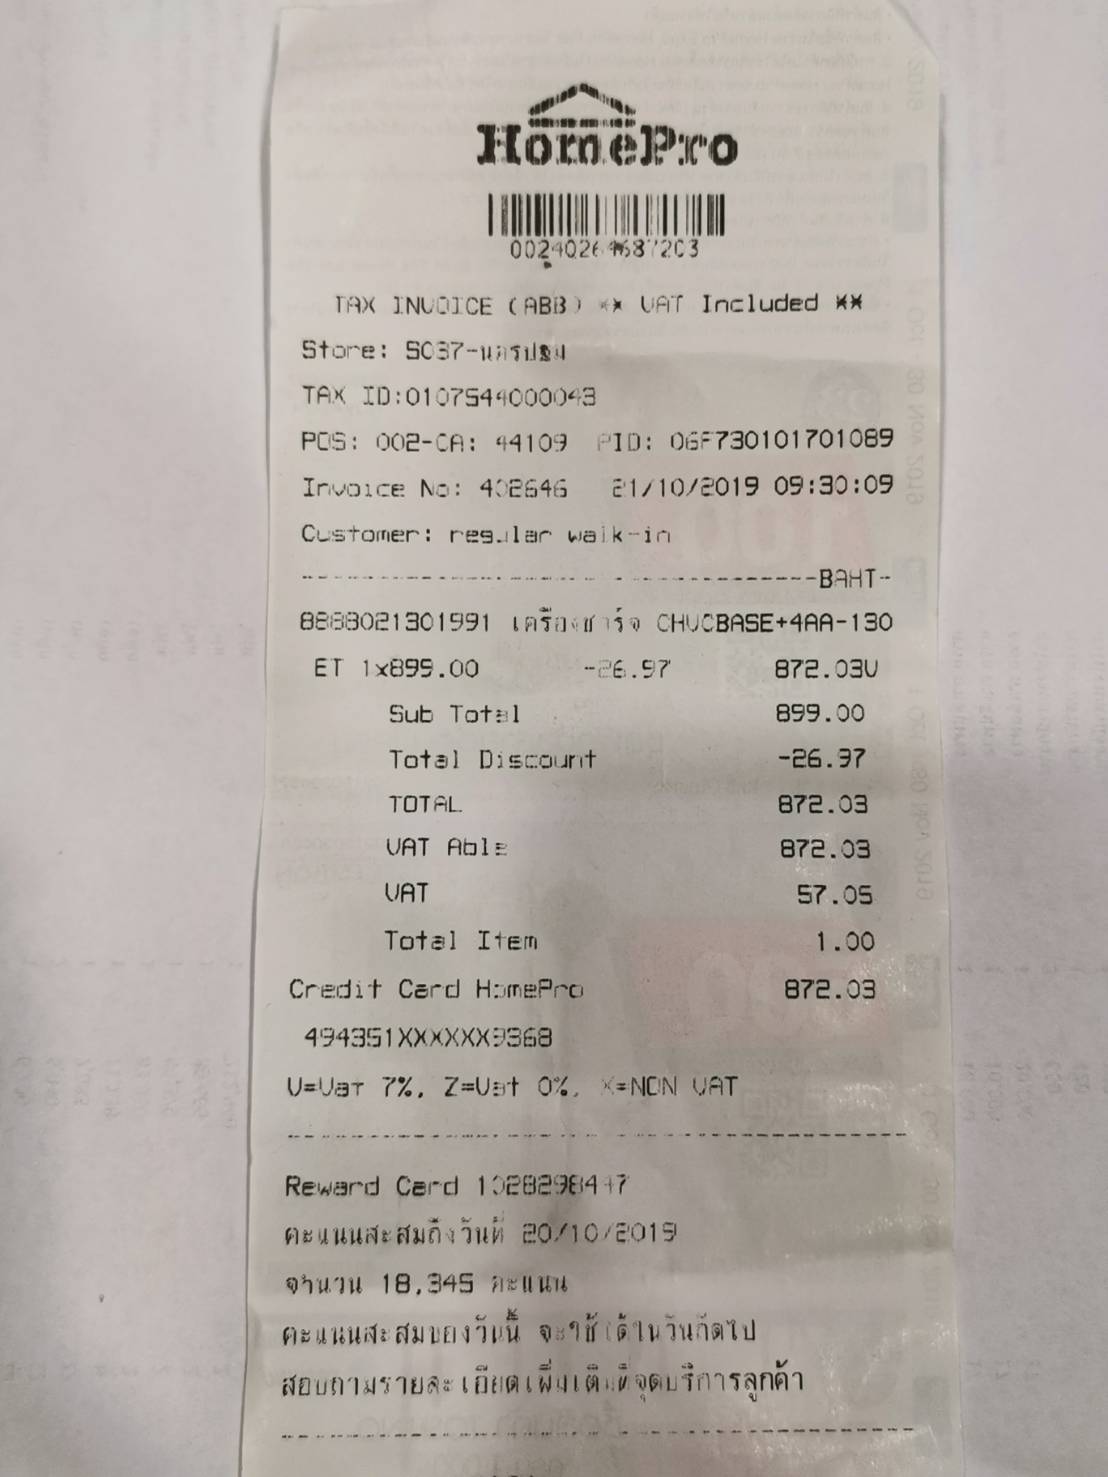 HomePro
00240264687203
TAX INVOICE (ABB) ** VAT Included **
Store: S037-นครปฐม
TAX ID:0107544000043
POS: 002-CA: 44109 PID: 06F730101701089
Invoice No: 402646 21/10/2019 09:30:09
Customer: regular walk-in
BAHT-
8888021301991 เครื่องชาร์จ CHVCBASE+4AA-130
ET 1x899.00 -26.97 872.03V
Sub Total 899.00
Total Discount -26.97
TOTAL 872.03
VAT Able 872.03
VAT 57.05
Total Item 1.00
Credit Card HomePro 872.03
494351XXXXXX9368
V=Vat 7%, Z=Vat 0%, X=NON VAT
Reward Card 1028298447
คะแนนสะสมถึงวันที่ 20/10/2019
จำนวน 18,345 คะแนน
คะแนนสะสมของวันนี้ จะใช้ได้ในวันถัดไป
สอบถามรายละเอียดเพิ่มเติมที่จุดบริการลูกค้า